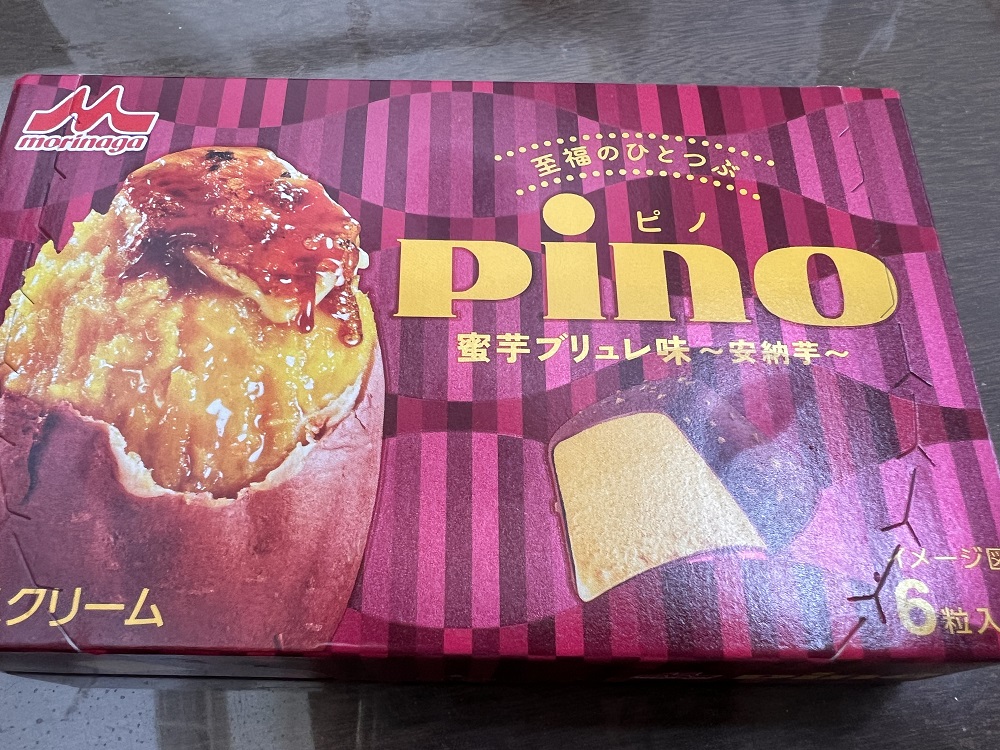 morinaga
至福のひとつぶ
ピノ
pino
蜜芋ブリュレ味～安納芋～
クリーム
イメージ図
6粒入